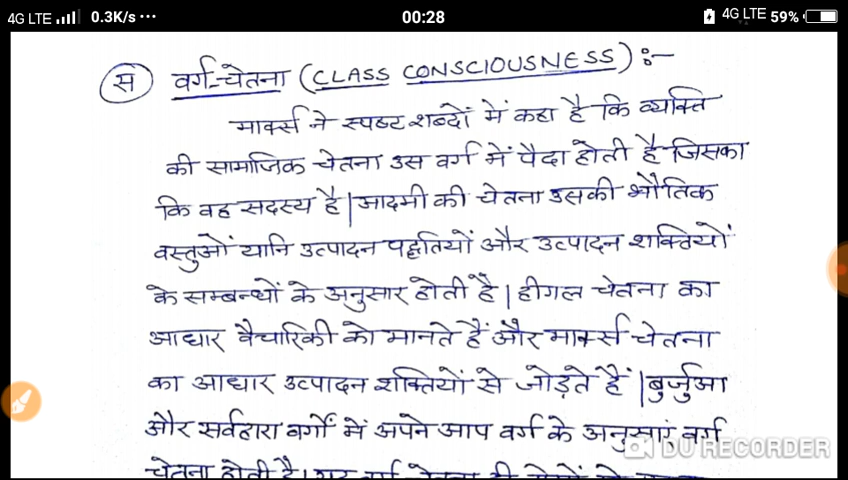 4G LTE 0.3K/s ••• 00:28 4G LTE 59%
स वर्ग-चेतना (CLASS CONSCIOUSNESS) :-
मार्क्स ने स्पष्ट शब्दों में कहा है कि व्यक्ति
की सामाजिक चेतना उस वर्ग में पैदा होती है जिसका
कि वह सदस्य है | आदमी की चेतना उसकी भौतिक
वस्तुओं यानि उत्पादन पद्दतियों और उत्पादन शक्तियों
के सम्बन्धों के अनुसार होती है | हीगल चेतना का
आधार वैचारिकी को मानते हैं और मार्क्स चेतना
का आधार उत्पादन शक्तियों से जोड़ते हैं | बुर्जुआ
और सर्वहारा वर्गों में अपने आप वर्ग के अनुसार वर्ग
DU RECORDER
चेतना होती है |